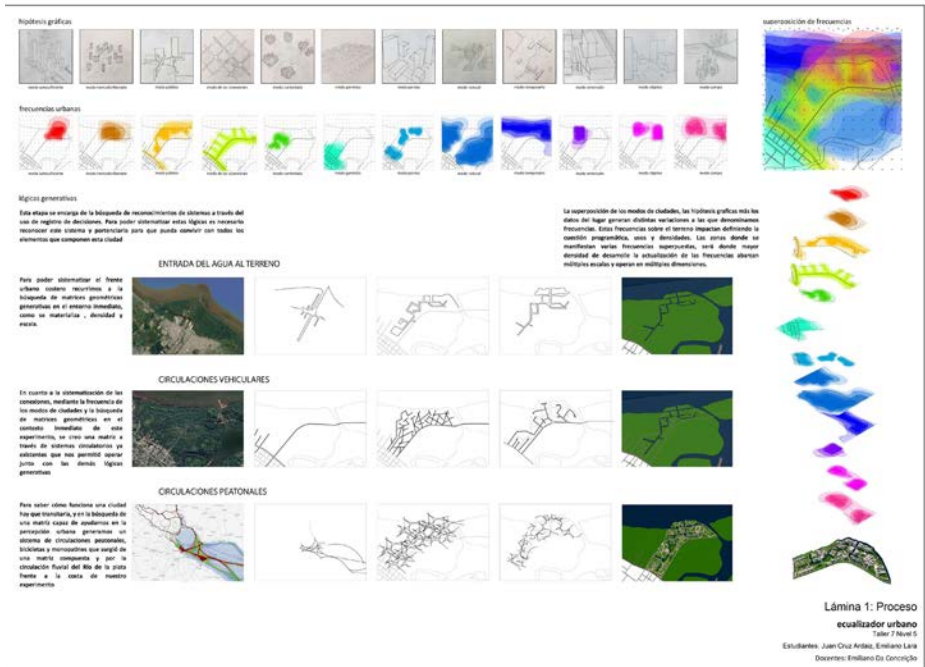 hipótesis gráficas
superposición de frecuencias
modo autosuficiente
frecuencias urbanas
lógicas generativas
Esta etapa se encarga de la búsqueda de reconocimientos de sistemas a través del
uso de registro de decisiones. Para poder sistematizar estas lógicas es necesario
reconocer este sistema y potenciarlo para que pueda convivir con todos los
elementos que componen esta ciudad
La superposición de los modos de ciudades, las hipótesis graficas más los
datos del lugar generan distintas variaciones a las que denominamos
frecuencias. Estas frecuencias sobre el terreno impactan definiendo la
cuestión programática, usos y densidades. Las zonas donde se
manifiestan varias frecuencias superpuestas, será donde mayor
densidad de desarrolle la actualización de las frecuencias abarcan
múltiples escalas y operan en múltiples dimensiones.
ENTRADA DEL AGUA AL TERRENO
Para poder sistematizar el frente
urbano costero recurrimos a la
búsqueda de matrices geométricas
generativas en el entorno inmediato,
como se materializa , densidad y
escala.
CIRCULACIONES VEHICULARES
En cuanto a la sistematización de las
conexiones, mediante la frecuencia de
los modos de ciudades y la búsqueda
de matrices geométricas en el
contexto inmediato de este
experimento, se creo una matriz a
través de sistemas circulatorios ya
existentes que nos permitió operar
junto con las demás lógicas
generativas
CIRCULACIONES PEATONALES
Para saber cómo funciona una ciudad
hay que transitarla, y en la búsqueda de
una matriz capaz de ayudarnos en la
percepción urbana generamos un
sistema de circulaciones peatonales,
bicicletas y monopatines que surgió de
una matriz compuesta y por la
circulación fluvial del Río de la plata
frente a la costa de nuestro
experimento
Lámina 1: Proceso
ecualizador urbano
Taller 7 Nivel 5
Estudiantes: Juan Cruz Ardaiz, Emiliano Lara
Docentes: Emiliano Da Conceição